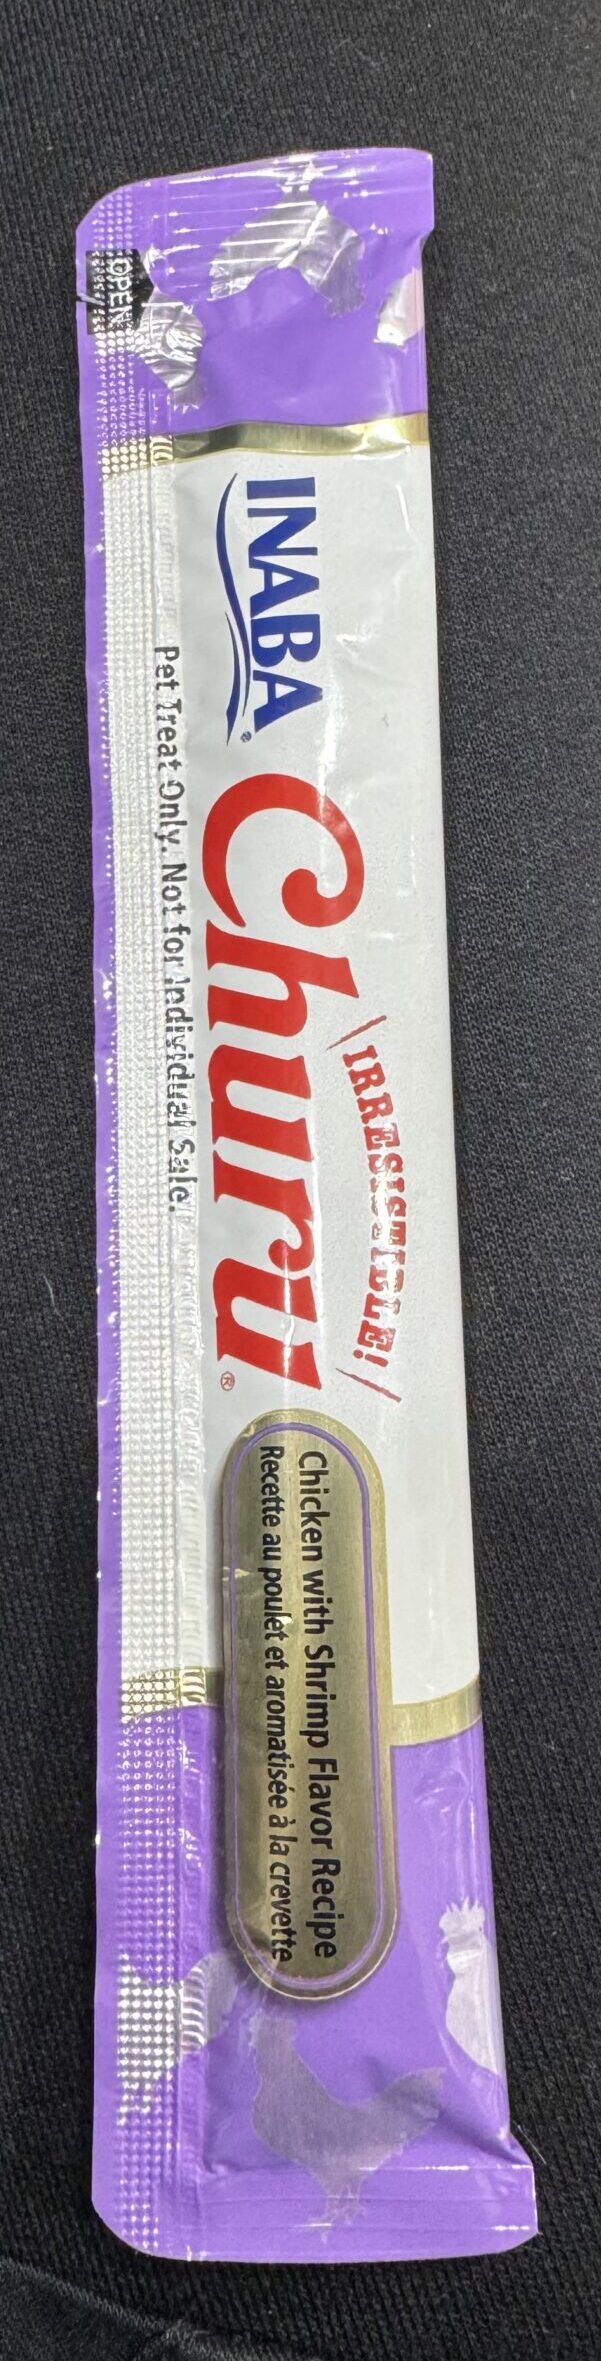 OPEN
INABA
Churu®
IRRESISTIBLE!
Chicken with Shrimp Flavor Recipe
Recette au poulet et aromatisée à la crevette
Pet Treat Only. Not for Individual Sale.